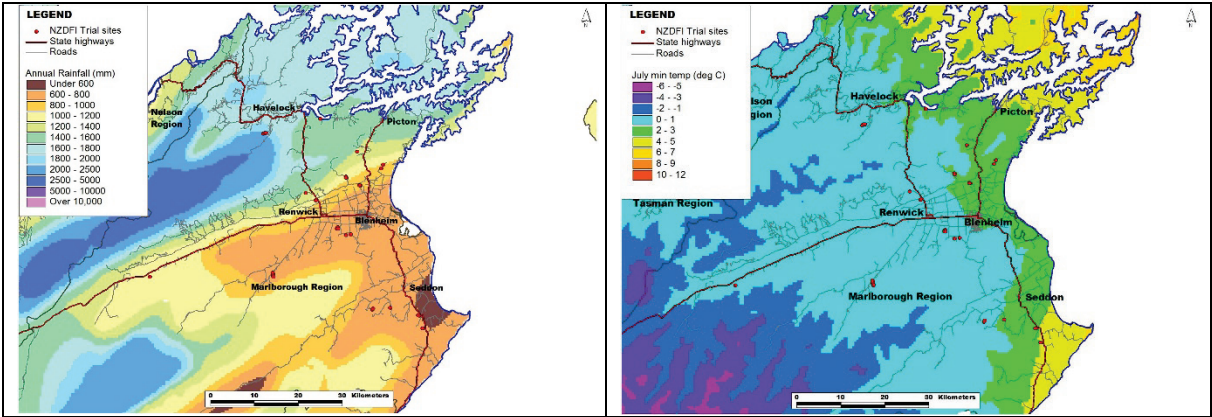 LEGEND
NZDFI Trial sites
State highways
Roads
Annual Rainfall (mm)
Under 600
600 - 800
800 - 1000
1000 - 1200
1200 - 1400
1400 - 1600
1600 - 1800
1800 - 2000
2000 - 2500
2500 - 5000
5000 - 10000
Over 10,000
N
Nelson
Region
Havelock
Picton
Renwick
Blenheim
Marlborough Region
Seddon
0 10 20 30 Kilometers
LEGEND
NZDFI Trial sites
State highways
Roads
July min temp (deg C)
-6 - -5
-4 - -3
-2 - -1
0 - 1
2 - 3
4 - 5
6 - 7
8 - 9
10 - 12
N
lson
gion
Havelock
Picton
Tasman Region
Renwick
Blenheim
Marlborough Region
Seddon
0 10 20 30 Kilometers